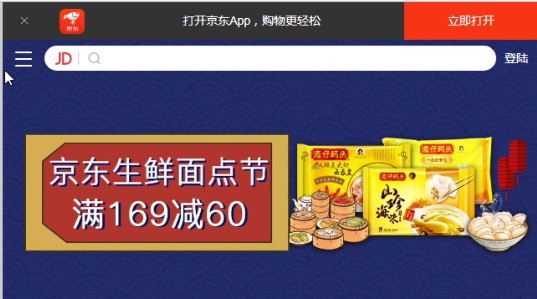 京东
打开京东App，购物更轻松
立即打开
JD
登陆
京东生鲜面点节
满169减60
湾仔码头
湾仔码头
湾仔码头
山珍
海味